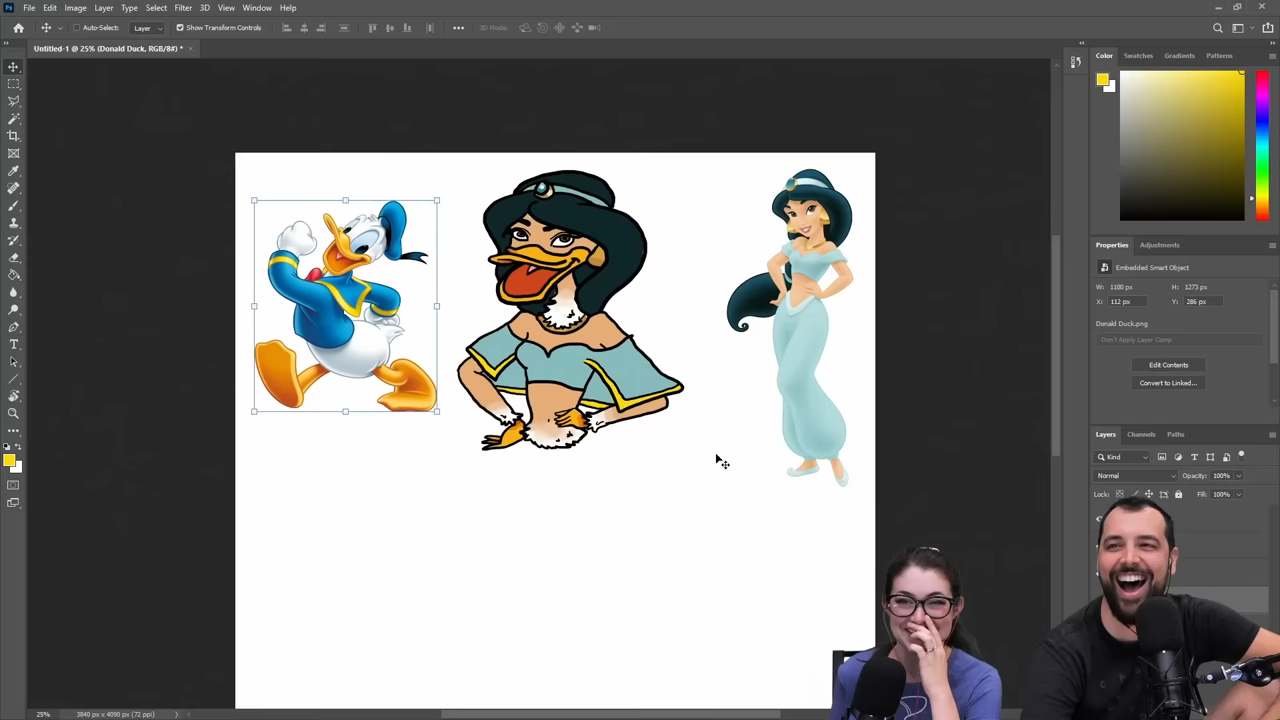 Ps File Edit Image Layer Type Select Filter 3D View Window Help
Auto-Select: Layer Show Transform Controls 3D Mode:
Untitled-1 @ 25% (Donald Duck, RGB/8#) *
Color Swatches Gradients Patterns
Properties Adjustments
Embedded Smart Object
W: 1100 px H: 1273 px
X: 112 px Y: 286 px
Donald Duck.png
Don't Apply Layer Comp
Edit Contents
Convert to Linked...
Layers Channels Paths
Kind
Normal Opacity: 100%
Lock: Fill: 100%
25% 3840 px x 4090 px (72 ppi)